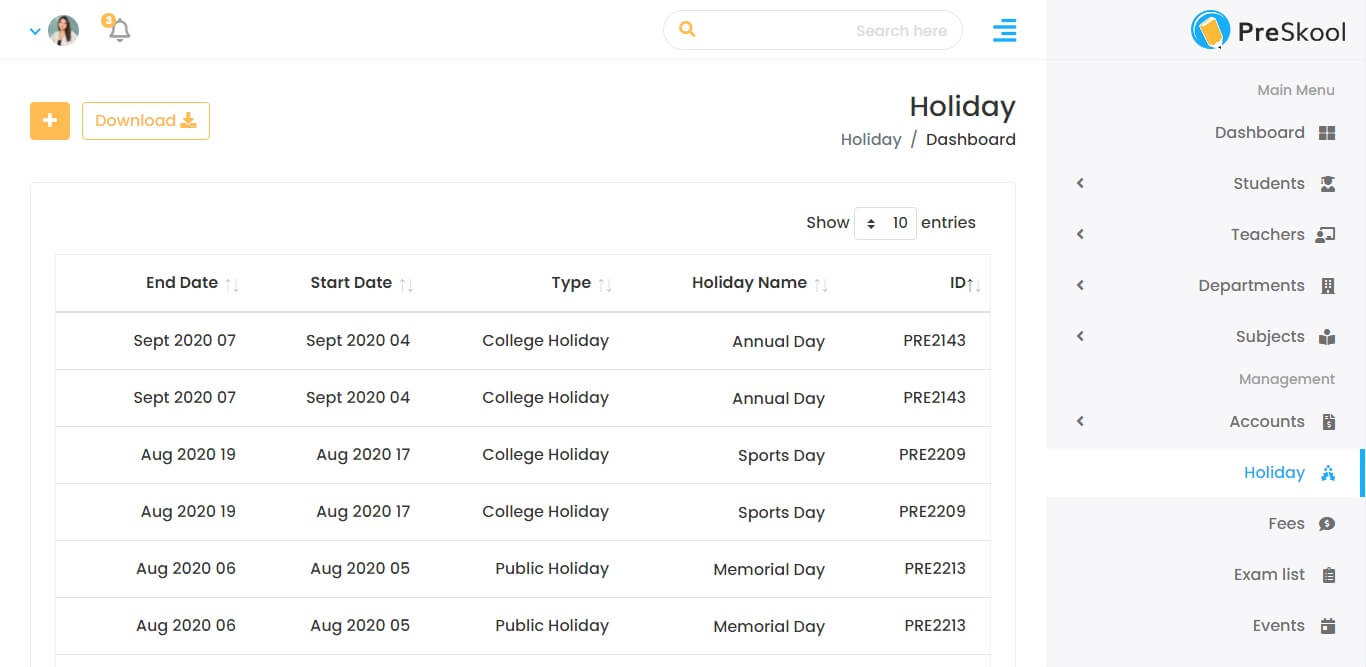 3
Search here
PreSkool
Download
Holiday
Holiday / Dashboard
Show 10 entries
End Date Start Date Type Holiday Name ID
Sept 2020 07 Sept 2020 04 College Holiday Annual Day PRE2143
Sept 2020 07 Sept 2020 04 College Holiday Annual Day PRE2143
Aug 2020 19 Aug 2020 17 College Holiday Sports Day PRE2209
Aug 2020 19 Aug 2020 17 College Holiday Sports Day PRE2209
Aug 2020 06 Aug 2020 05 Public Holiday Memorial Day PRE2213
Aug 2020 06 Aug 2020 05 Public Holiday Memorial Day PRE2213
Main Menu
Dashboard
Students
Teachers
Departments
Subjects
Management
Accounts
Holiday
Fees
Exam list
Events